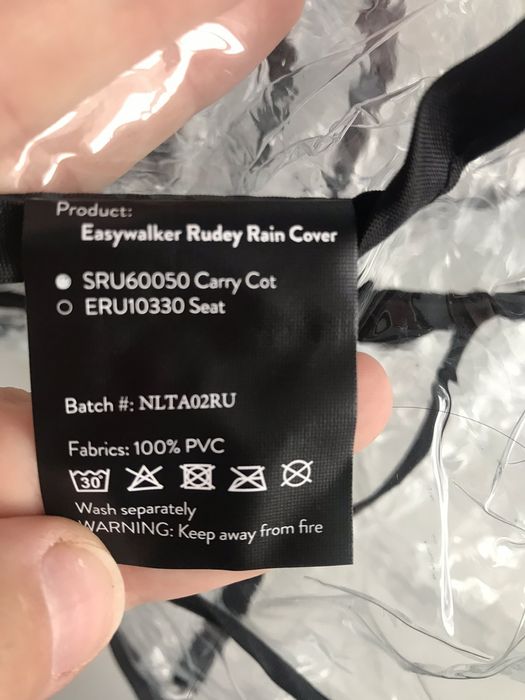 Product:
Easywalker Rudey Rain Cover
SRU60050 Carry Cot
ERU10330 Seat
Batch #: NLTA02RU
Fabrics: 100% PVC
30
Wash separately
WARNING: Keep away from fire